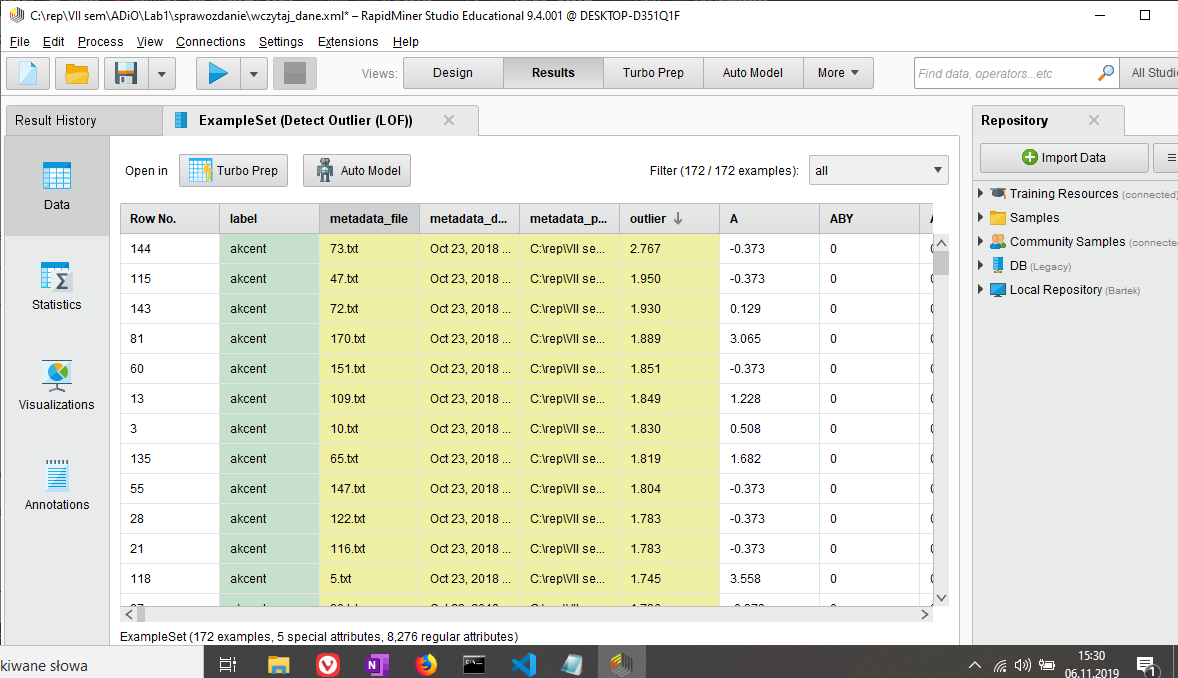 C:\rep\VII sem\ADiO\Lab1\sprawozdanie\wczytaj_dane.xml* – RapidMiner Studio Educational 9.4.001 @ DESKTOP-D351Q1F
File Edit Process View Connections Settings Extensions Help
Views: Design Results Turbo Prep Auto Model More Find data, operators...etc All Studi
Result History ExampleSet (Detect Outlier (LOF)) Repository
Open in Turbo Prep Auto Model Filter (172 / 172 examples): all
Import Data
Data
Statistics
Visualizations
Annotations
Row No. label metadata_file metadata_d... metadata_p... outlier A ABY
144 akcent 73.txt Oct 23, 2018 ... C:\rep\VII se... 2.767 -0.373 0
115 akcent 47.txt Oct 23, 2018 ... C:\rep\VII se... 1.950 -0.373 0
143 akcent 72.txt Oct 23, 2018 ... C:\rep\VII se... 1.930 0.129 0
81 akcent 170.txt Oct 23, 2018 ... C:\rep\VII se... 1.889 3.065 0
60 akcent 151.txt Oct 23, 2018 ... C:\rep\VII se... 1.851 -0.373 0
13 akcent 109.txt Oct 23, 2018 ... C:\rep\VII se... 1.849 1.228 0
3 akcent 10.txt Oct 23, 2018 ... C:\rep\VII se... 1.830 0.508 0
135 akcent 65.txt Oct 23, 2018 ... C:\rep\VII se... 1.819 1.682 0
55 akcent 147.txt Oct 23, 2018 ... C:\rep\VII se... 1.804 -0.373 0
28 akcent 122.txt Oct 23, 2018 ... C:\rep\VII se... 1.783 -0.373 0
21 akcent 116.txt Oct 23, 2018 ... C:\rep\VII se... 1.783 -0.373 0
118 akcent 5.txt Oct 23, 2018 ... C:\rep\VII se... 1.745 3.558 0
ExampleSet (172 examples, 5 special attributes, 8,276 regular attributes)
Training Resources (connected)
Samples
Community Samples (connecte
DB (Legacy)
Local Repository (Bartek)
kiwane słowa
15:30
06.11.2019
1